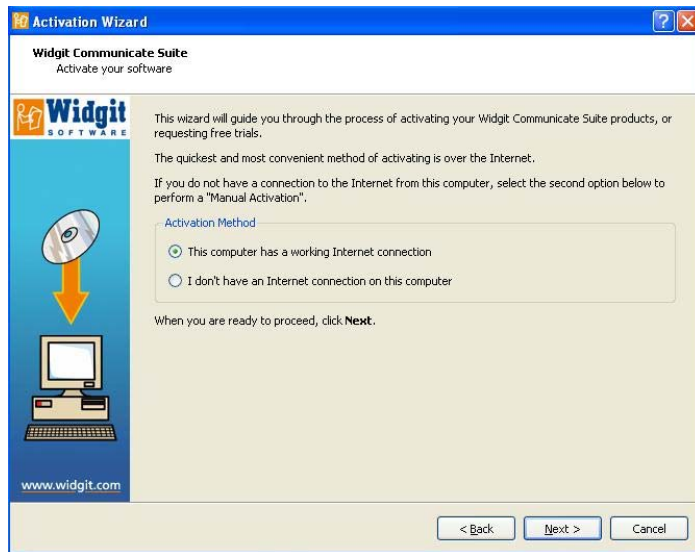 Activation Wizard
Widgit Communicate Suite
Activate your software
Widgit
SOFTWARE
This wizard will guide you through the process of activating your Widgit Communicate Suite products, or
requesting free trials.
The quickest and most convenient method of activating is over the Internet.
If you do not have a connection to the Internet from this computer, select the second option below to
perform a "Manual Activation".
Activation Method
This computer has a working Internet connection
I don't have an Internet connection on this computer
When you are ready to proceed, click Next.
www.widgit.com
< Back
Next >
Cancel